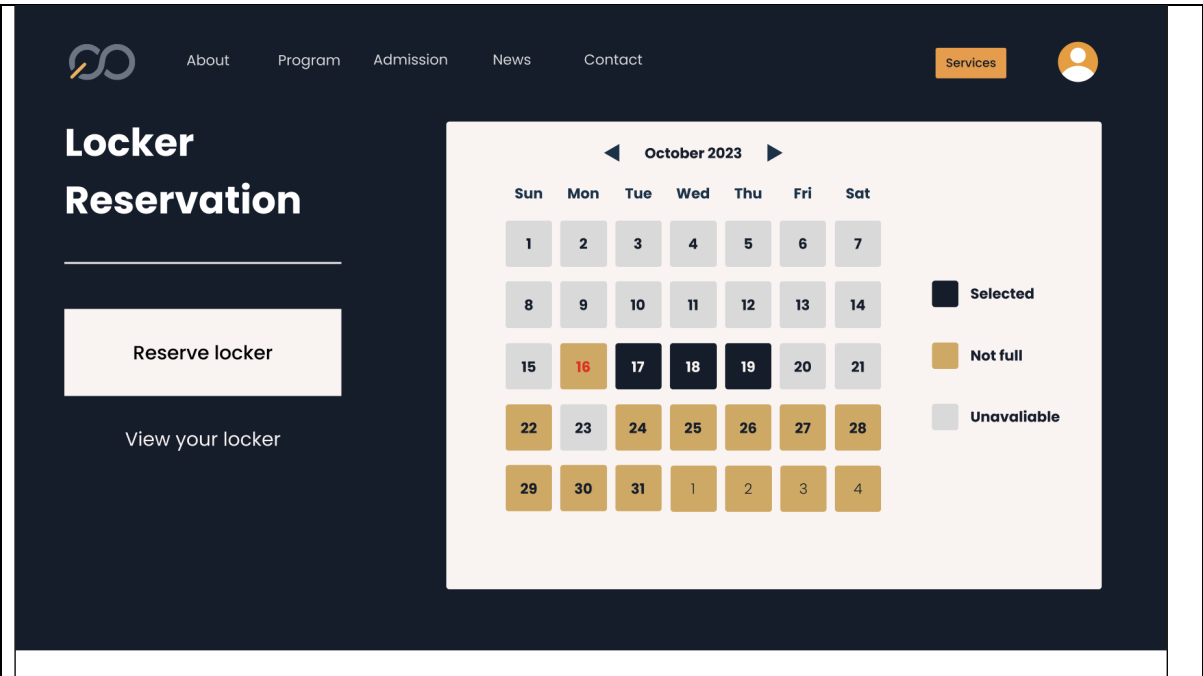 About Program Admission News Contact Services
Locker
Reservation
Reserve locker
View your locker
October 2023
Sun Mon Tue Wed Thu Fri Sat
1 2 3 4 5 6 7
8 9 10 11 12 13 14
15 16 17 18 19 20 21
22 23 24 25 26 27 28
29 30 31 1 2 3 4
Selected
Not full
Unavaliable